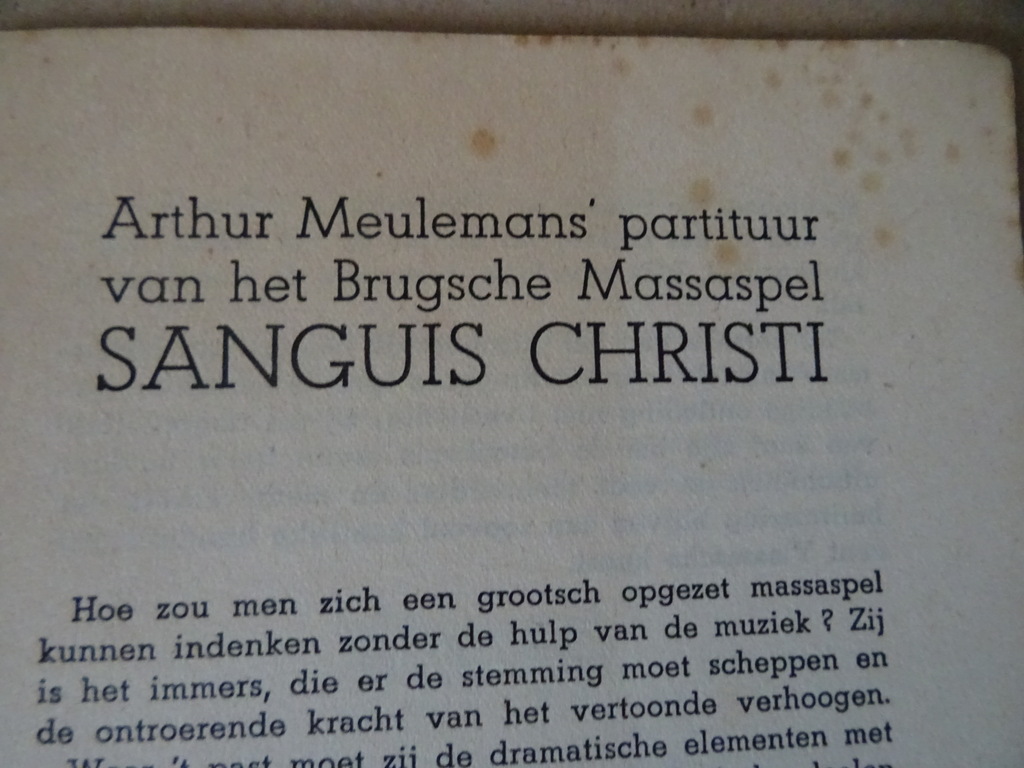 Arthur Meulemans' partituur
van het Brugsche Massaspel
SANGUIS CHRISTI
Hoe zou men zich een grootsch opgezet massaspel
kunnen indenken zonder de hulp van de muziek ? Zij
is het immers, die er de stemming moet scheppen en
de ontroerende kracht van het vertoonde verhoogen.
Waar 't past moet zij de dramatische elementen met